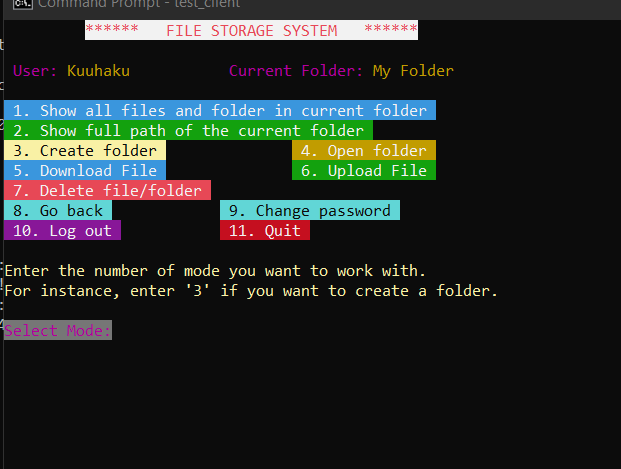 Command Prompt - test_client
****** FILE STORAGE SYSTEM ******
User: Kuuhaku Current Folder: My Folder
1. Show all files and folder in current folder
2. Show full path of the current folder
3. Create folder 4. Open folder
5. Download File 6. Upload File
7. Delete file/folder
8. Go back 9. Change password
10. Log out 11. Quit
Enter the number of mode you want to work with.
For instance, enter '3' if you want to create a folder.
Select Mode: